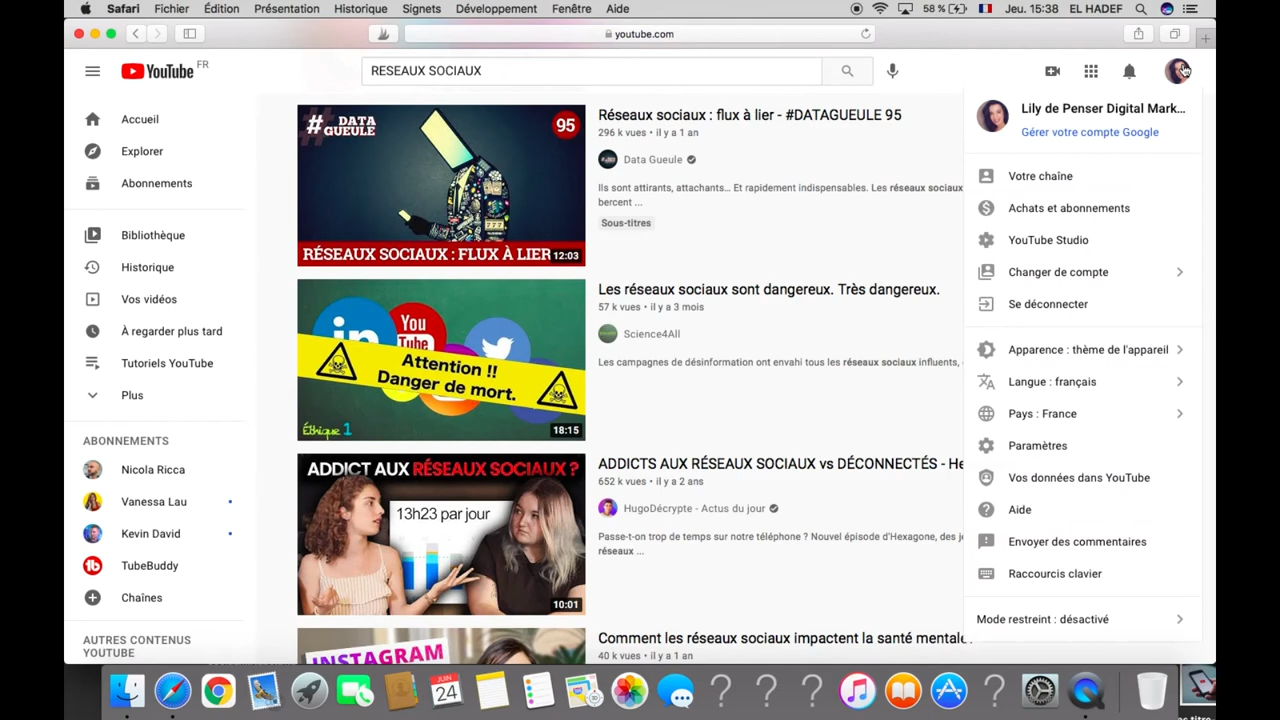 Safari Fichier Édition Présentation Historique Signets Développement Fenêtre Aide 58 % Jeu. 15:38 EL HADEF
youtube.com
YouTube FR
RESEAUX SOCIAUX
Accueil
Explorer
Abonnements
Bibliothèque
Historique
Vos vidéos
À regarder plus tard
Tutoriels YouTube
Plus
ABONNEMENTS
Nicola Ricca
Vanessa Lau
Kevin David
TubeBuddy
Chaînes
AUTRES CONTENUS
YOUTUBE
# DATA
GUEULE
95
RÉSEAUX SOCIAUX : FLUX À LIER
12:03
Réseaux sociaux : flux à lier - #DATAGUEULE 95
296 k vues • il y a 1 an
Data Gueule
Ils sont attirants, attachants... Et rapidement indispensables. Les réseaux sociaux
bercent ...
Sous-titres
in
You
Tube
Attention !!
Danger de mort.
Éthique 1
18:15
Les réseaux sociaux sont dangereux. Très dangereux.
57 k vues • il y a 3 mois
Science4All
Les campagnes de désinformation ont envahi tous les réseaux sociaux influents,
ADDICT AUX RÉSEAUX SOCIAUX ?
13h23 par jour
10:01
ADDICTS AUX RÉSEAUX SOCIAUX vs DÉCONNECTÉS - He
652 k vues • il y a 2 ans
HugoDécrypte - Actus du jour
Passe-t-on trop de temps sur notre téléphone ? Nouvel épisode d'Hexagone, des je
réseaux ...
INSTAGRAM
Comment les réseaux sociaux impactent la santé mentale
40 k vues • il y a 1 an
Lily de Penser Digital Mark...
Gérer votre compte Google
Votre chaîne
Achats et abonnements
YouTube Studio
Changer de compte
Se déconnecter
Apparence : thème de l'appareil
Langue : français
Pays : France
Paramètres
Vos données dans YouTube
Aide
Envoyer des commentaires
Raccourcis clavier
Mode restreint : désactivé
JUN
24